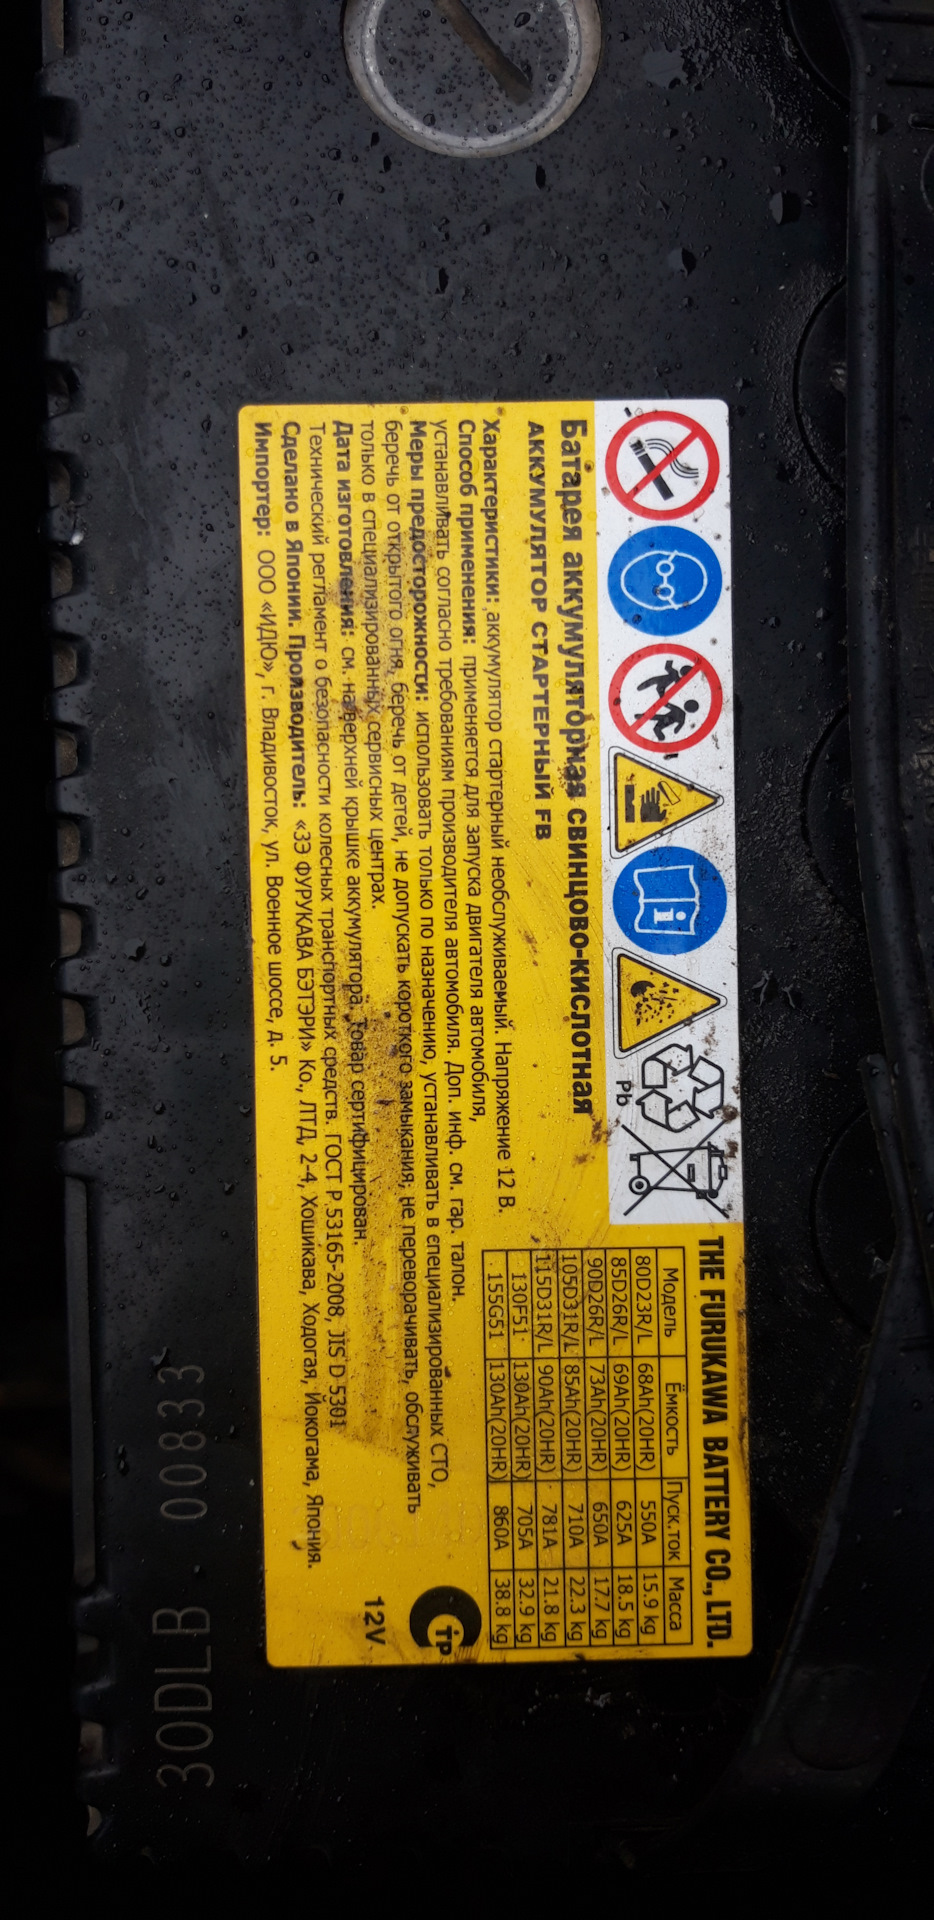 Pb
THE FURUKAWA BATTERY CO., LTD.
Батарея аккумуляторная свинцово-кислотная
АККУМУЛЯТОР СТАРТЕРНЫЙ FB
Характеристики: аккумулятор стартерный необслуживаемый. Напряжение 12 В.
Способ применения: применяется для запуска двигателя автомобиля,
устанавливать согласно требованиям производителя автомобиля. Доп. инф. см. гар. талон.
Меры предосторожности: использовать только по назначению, устанавливать в специализированных СТО,
беречь от открытого огня, беречь от детей, не допускать короткого замыкания, не переворачивать, обслуживать
только в специализированных сервисных центрах.
Дата изготовления: см. на верхней крышке аккумулятора. Товар сертифицирован.
Технический регламент о безопасности колесных транспортных средств. ГОСТ Р 53165-2008, JIS D 5301
Сделано в Японии. Производитель: «ЗЭ ФУРУКАВА БЭТЭРИ» Ко., ЛТД, 2-4, Хошикава, Ходогая, Йокогама, Япония.
Импортер: ООО «ИДЮ», г. Владивосток, ул. Военное шоссе, д. 5.
Модель Ёмкость Пуск.ток Масса
80D23R/L 68Ah(20HR) 550A 15.9 kg
85D26R/L 69Ah(20HR) 625A 18.5 kg
90D26R/L 73Ah(20HR) 650A 17.7 kg
105D31R/L 85Ah(20HR) 710A 22.3 kg
115D31R/L 90Ah(20HR) 781A 21.8 kg
130F51 130Ah(20HR) 705A 32.9 kg
155G51 130Ah(20HR) 860A 38.8 kg
TP
12V
30DLB 00833